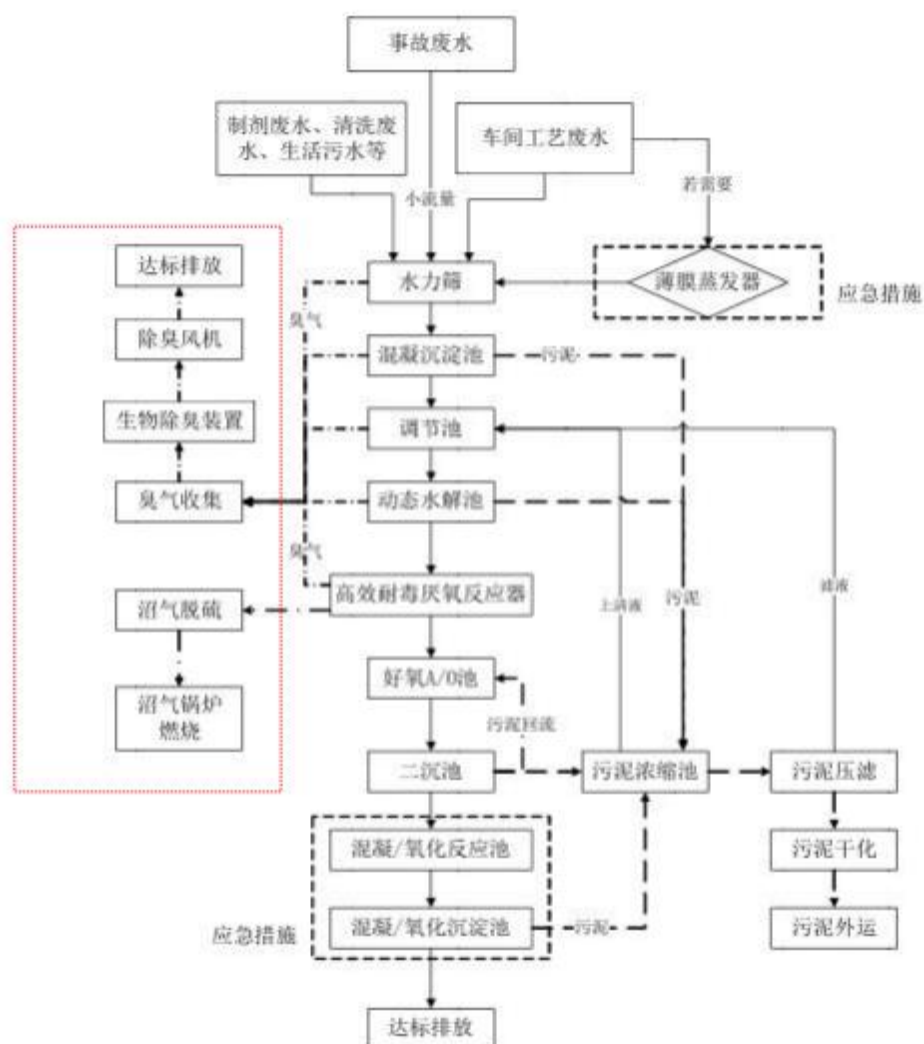 事故废水
制剂废水、清洗废
水、生活污水等
车间工艺废水
小流量
若需要
达标排放
水力筛
薄膜蒸发器
应急措施
臭气
除臭风机
混凝沉淀池
污泥
生物除臭装置
调节池
臭气收集
动态水解池
臭气
高效耐毒厌氧反应器
沼气脱硫
上清液
污泥
滤液
好氧A/O池
沼气锅炉
燃烧
污泥回流
二沉池
污泥浓缩池
污泥压滤
混凝/氧化反应池
污泥干化
混凝/氧化沉淀池
污泥
污泥外运
应急措施
达标排放